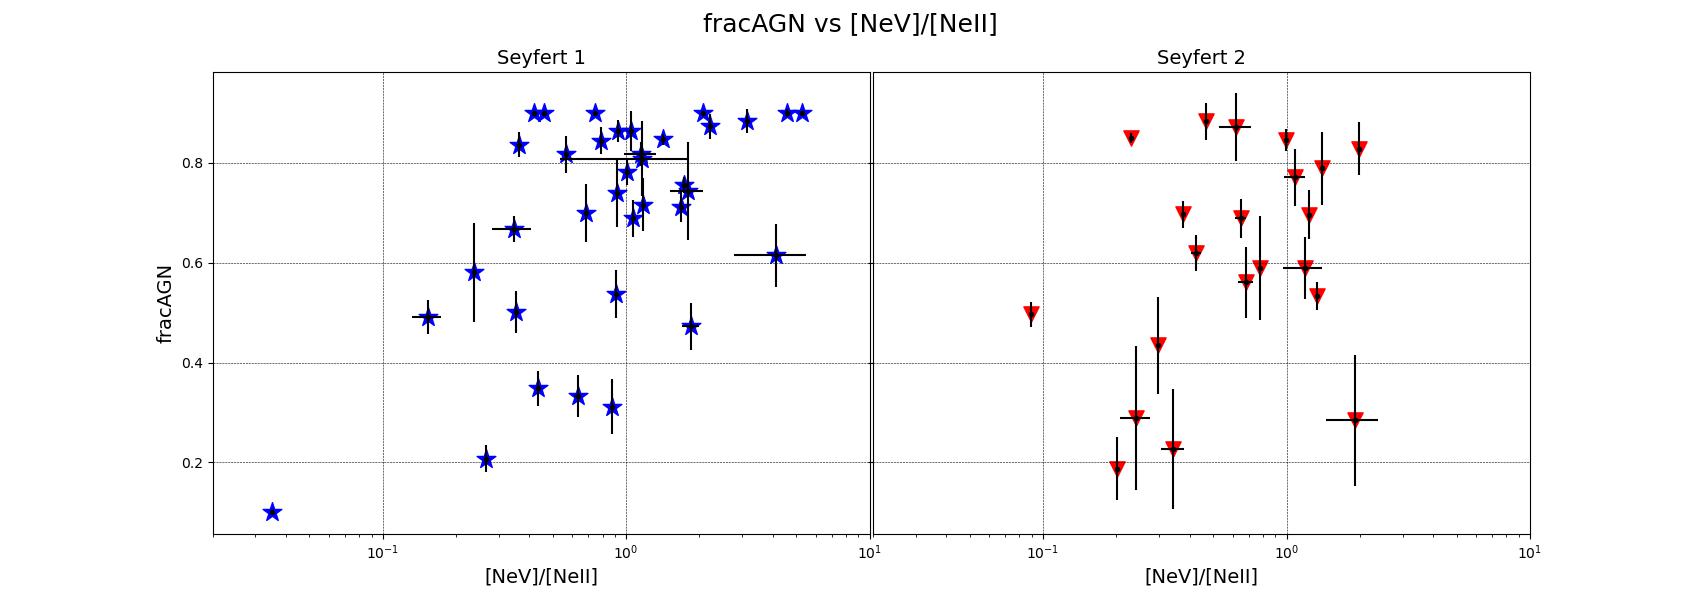 fracAGN vs [NeV]/[NeII]
Seyfert 1
Seyfert 2
fracAGN
0.8
0.6
0.4
0.2
10⁻¹
10⁰
10¹
10⁻¹
10⁰
10¹
[NeV]/[NeII]
[NeV]/[NeII]